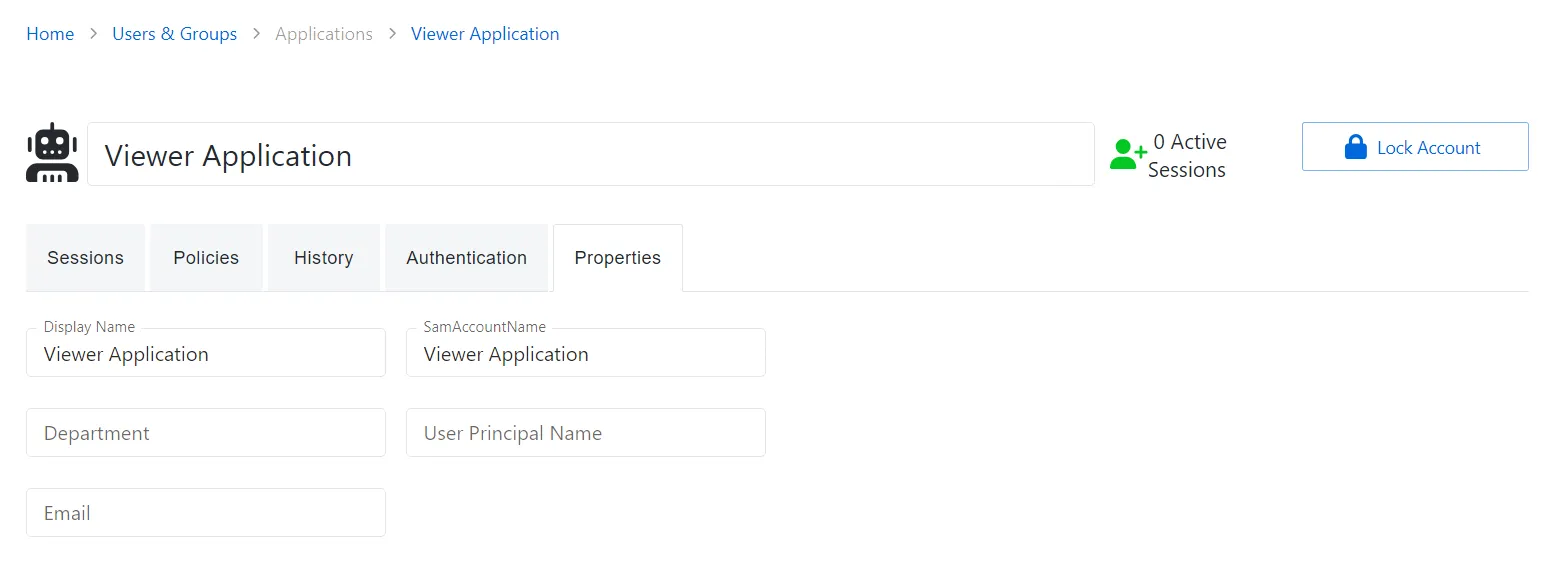 Home > Users & Groups > Applications > Viewer Application
Viewer Application
0 Active
Sessions
Lock Account
Sessions Policies History Authentication Properties
Display Name SamAccountName
Viewer Application Viewer Application
Department User Principal Name
Email